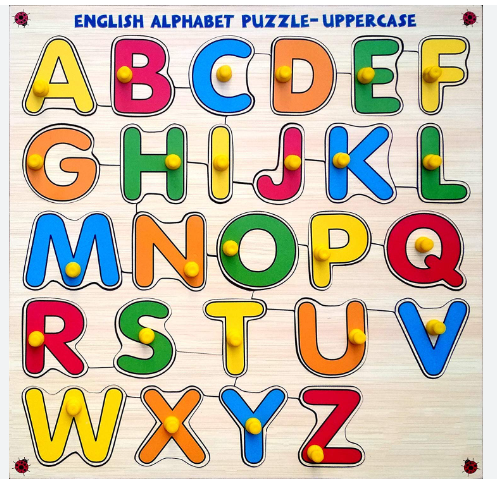 ENGLISH ALPHABET PUZZLE-UPPERCASE
A B C D E F
G H I J K L
M N O P Q
R S T U V
W X Y Z